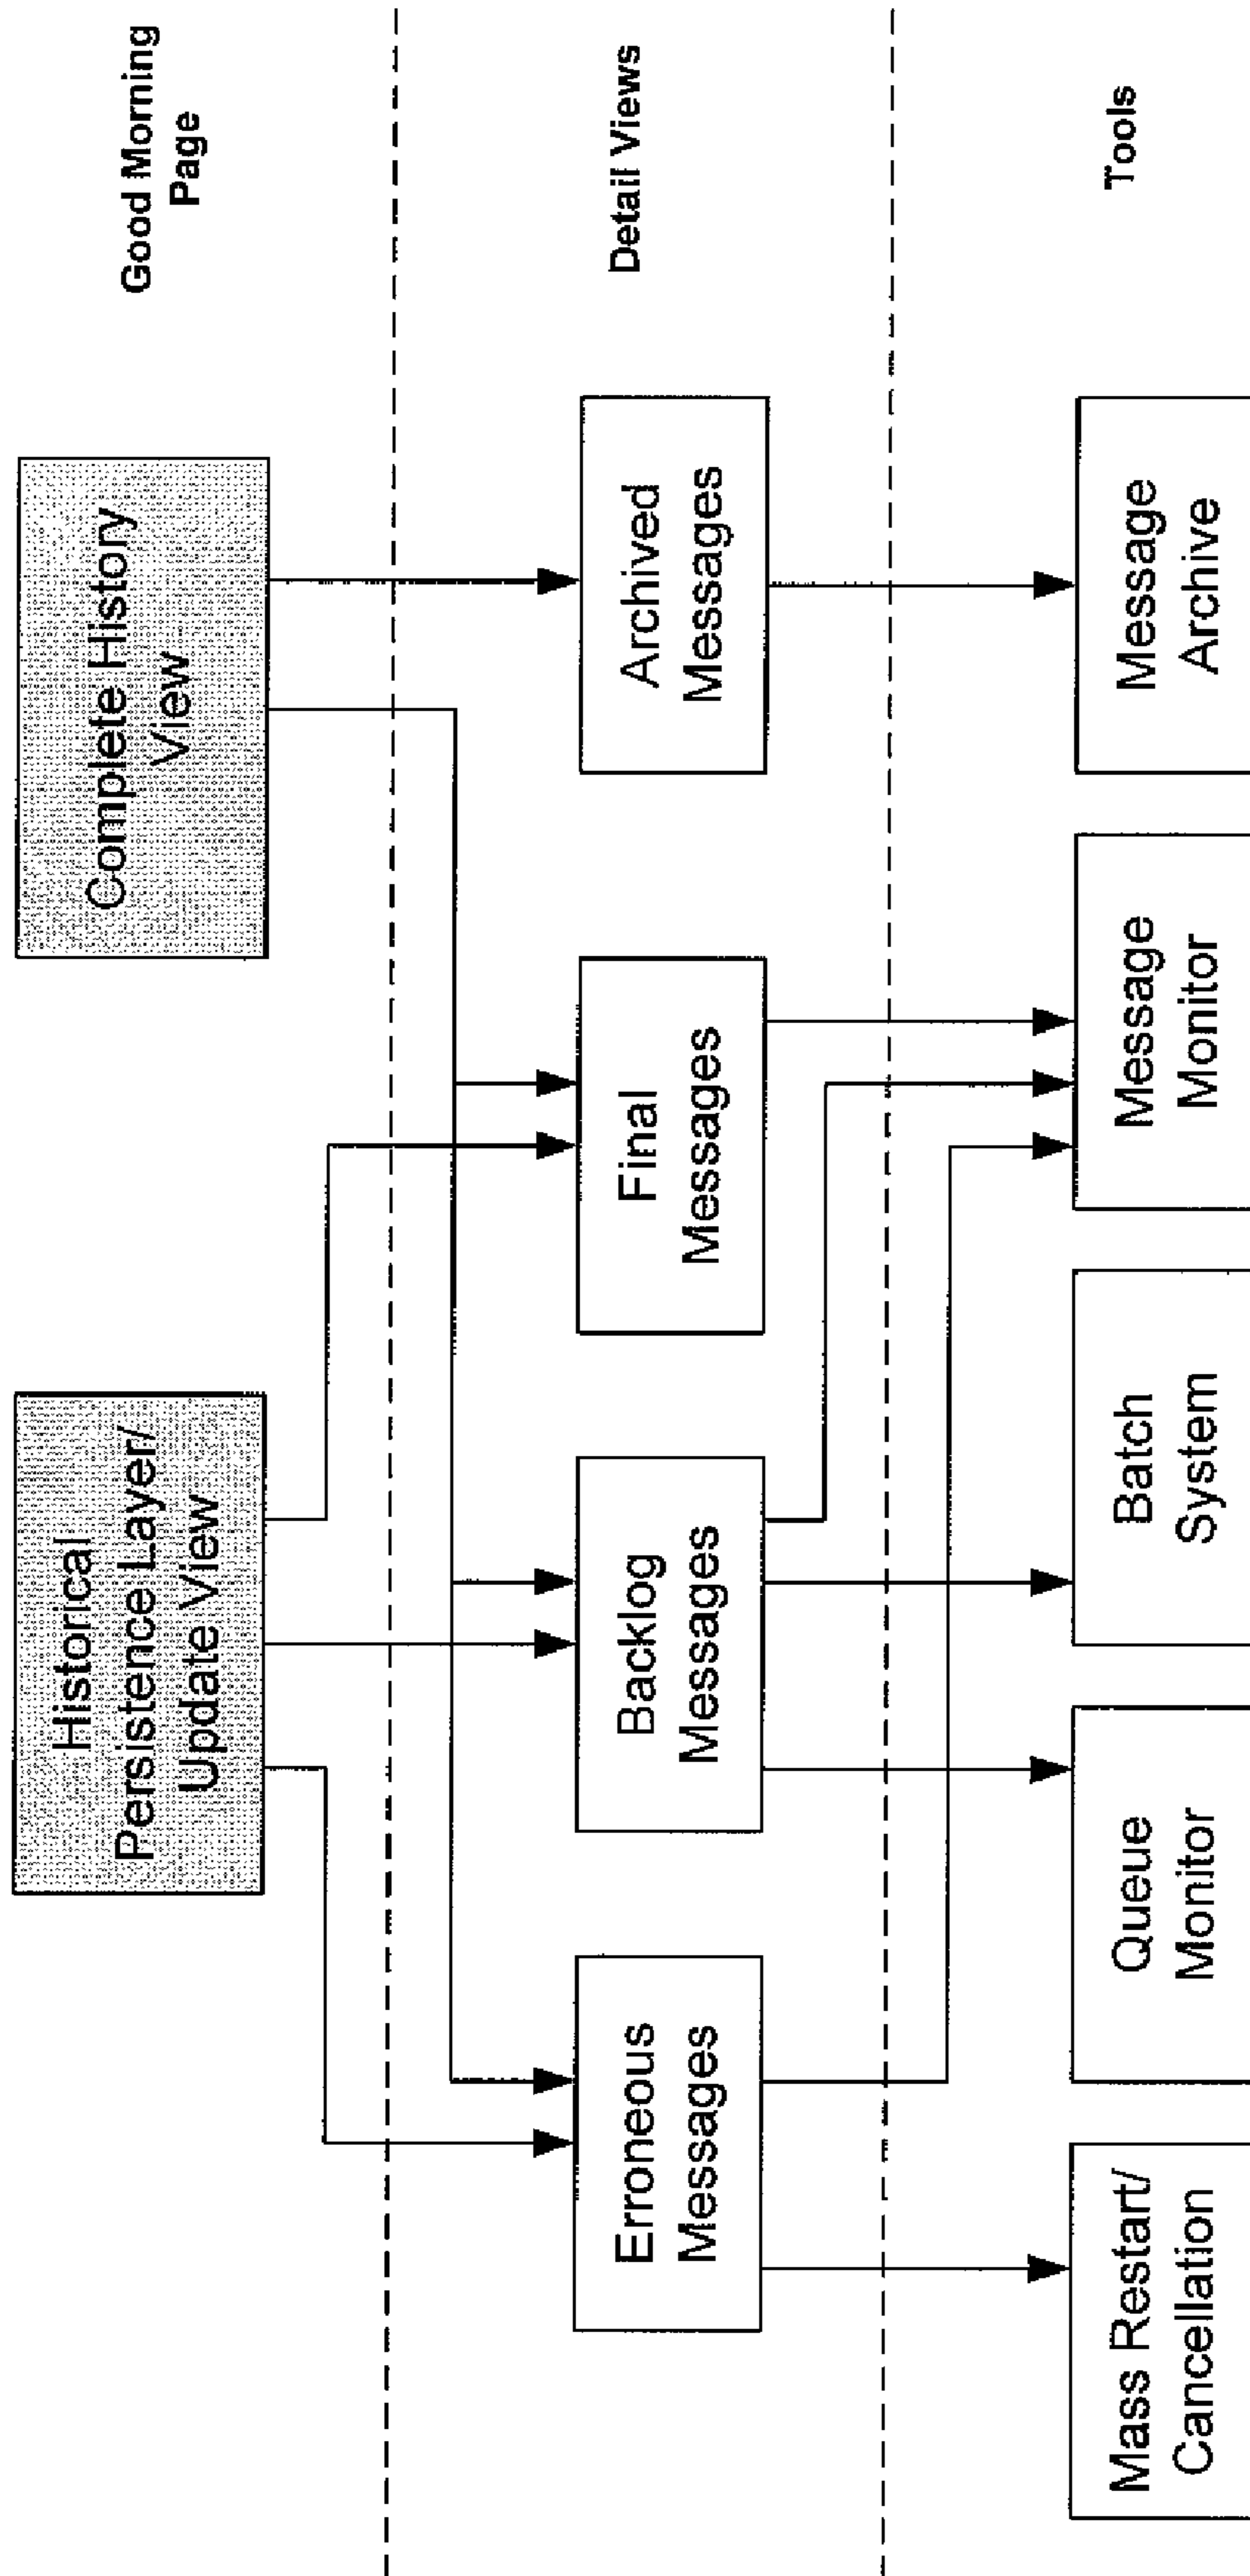 Good Morning
Page
Historical
Persistence Layer/
Update View
Complete History
View
Detail Views
Erroneous
Messages
Backlog
Messages
Final
Messages
Archived
Messages
Tools
Mass Restart/
Cancellation
Queue
Monitor
Batch
System
Message
Monitor
Message
Archive